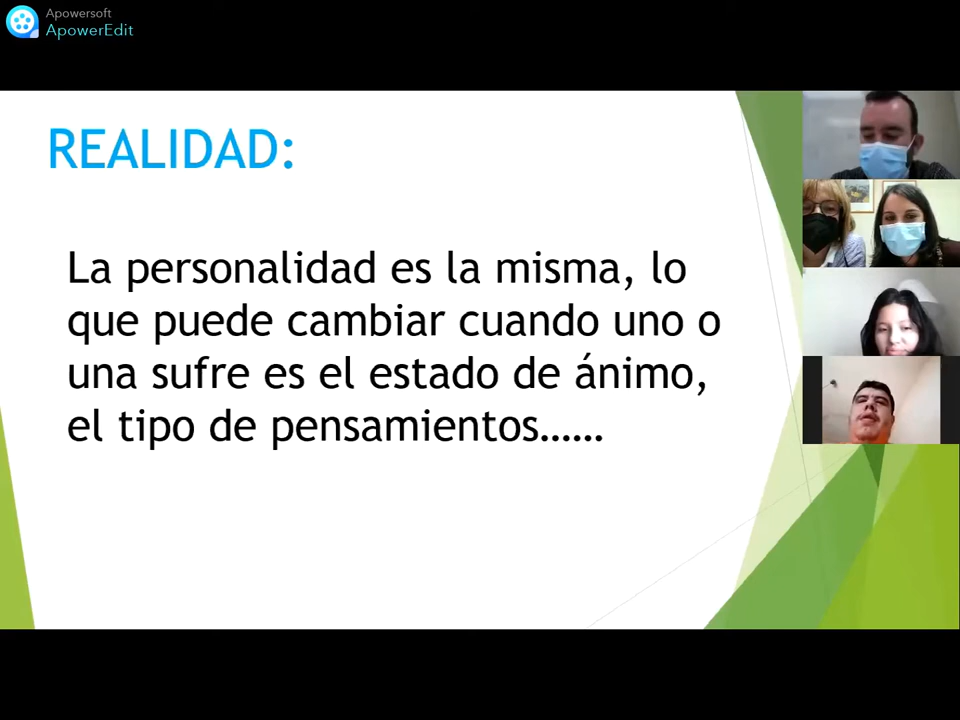 Apowersoft
ApowerEdit
REALIDAD:
La personalidad es la misma, lo
que puede cambiar cuando uno o
una sufre es el estado de ánimo,
el tipo de pensamientos......